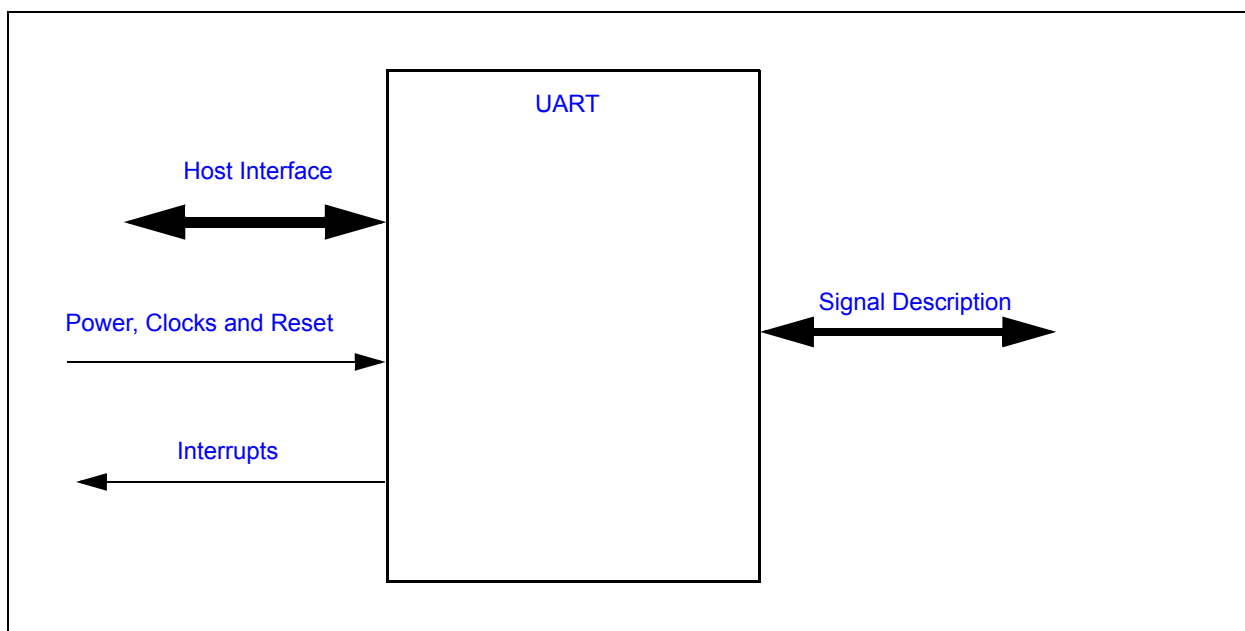 UART
Host Interface
Signal Description
Power, Clocks and Reset
Interrupts